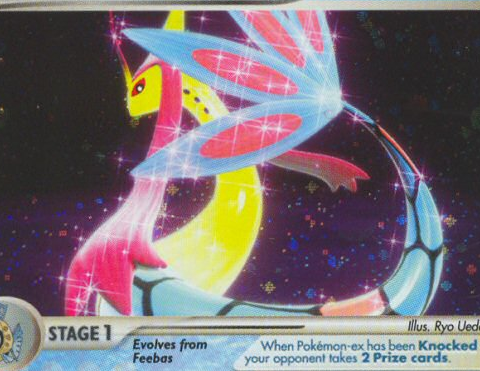 Illus. Ryo Ued
STAGE 1
Evolves from
Feebas
When Pokémon-ex has been Knocked
your opponent takes 2 Prize cards.